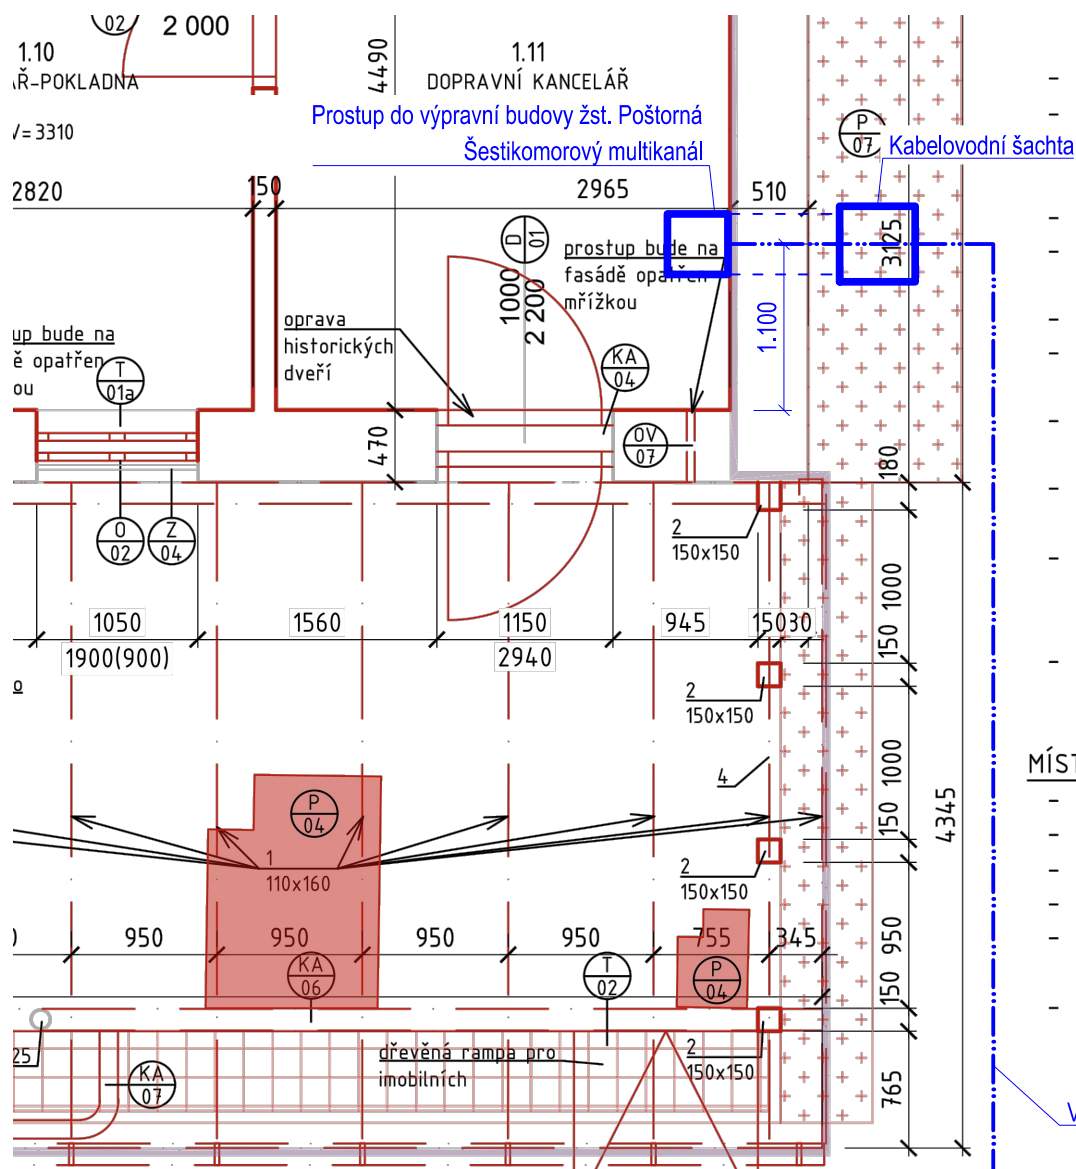 02
2 000
1.10
ÁŘ-POKLADNA
4490
1.11
DOPRAVNÍ KANCELÁŘ
V=3310
Prostup do výpravní budovy žst. Poštorná
Šestikomorový multikanál
P
07
Kabelovodní šachta
2820
150
2965
510
D
01
1000
2 200
prostup bude na
fasádě opatřen
mřížkou
3125
1.100
oprava
historických
dveří
KA
04
up bude na
ě opatřen
ou
T
01a
470
OV
07
180
O
02
Z
04
2
150x150
1000
1050
1560
1150
945
15030
1900(900)
2940
150
o
2
150x150
4
1000
MÍST
P
04
150
4345
1
110x160
2
150x150
950
950
950
950
755
345
950
KA
06
T
02
P
04
150
25
dřevěná rampa pro
imobilních
2
150x150
KA
07
765
V